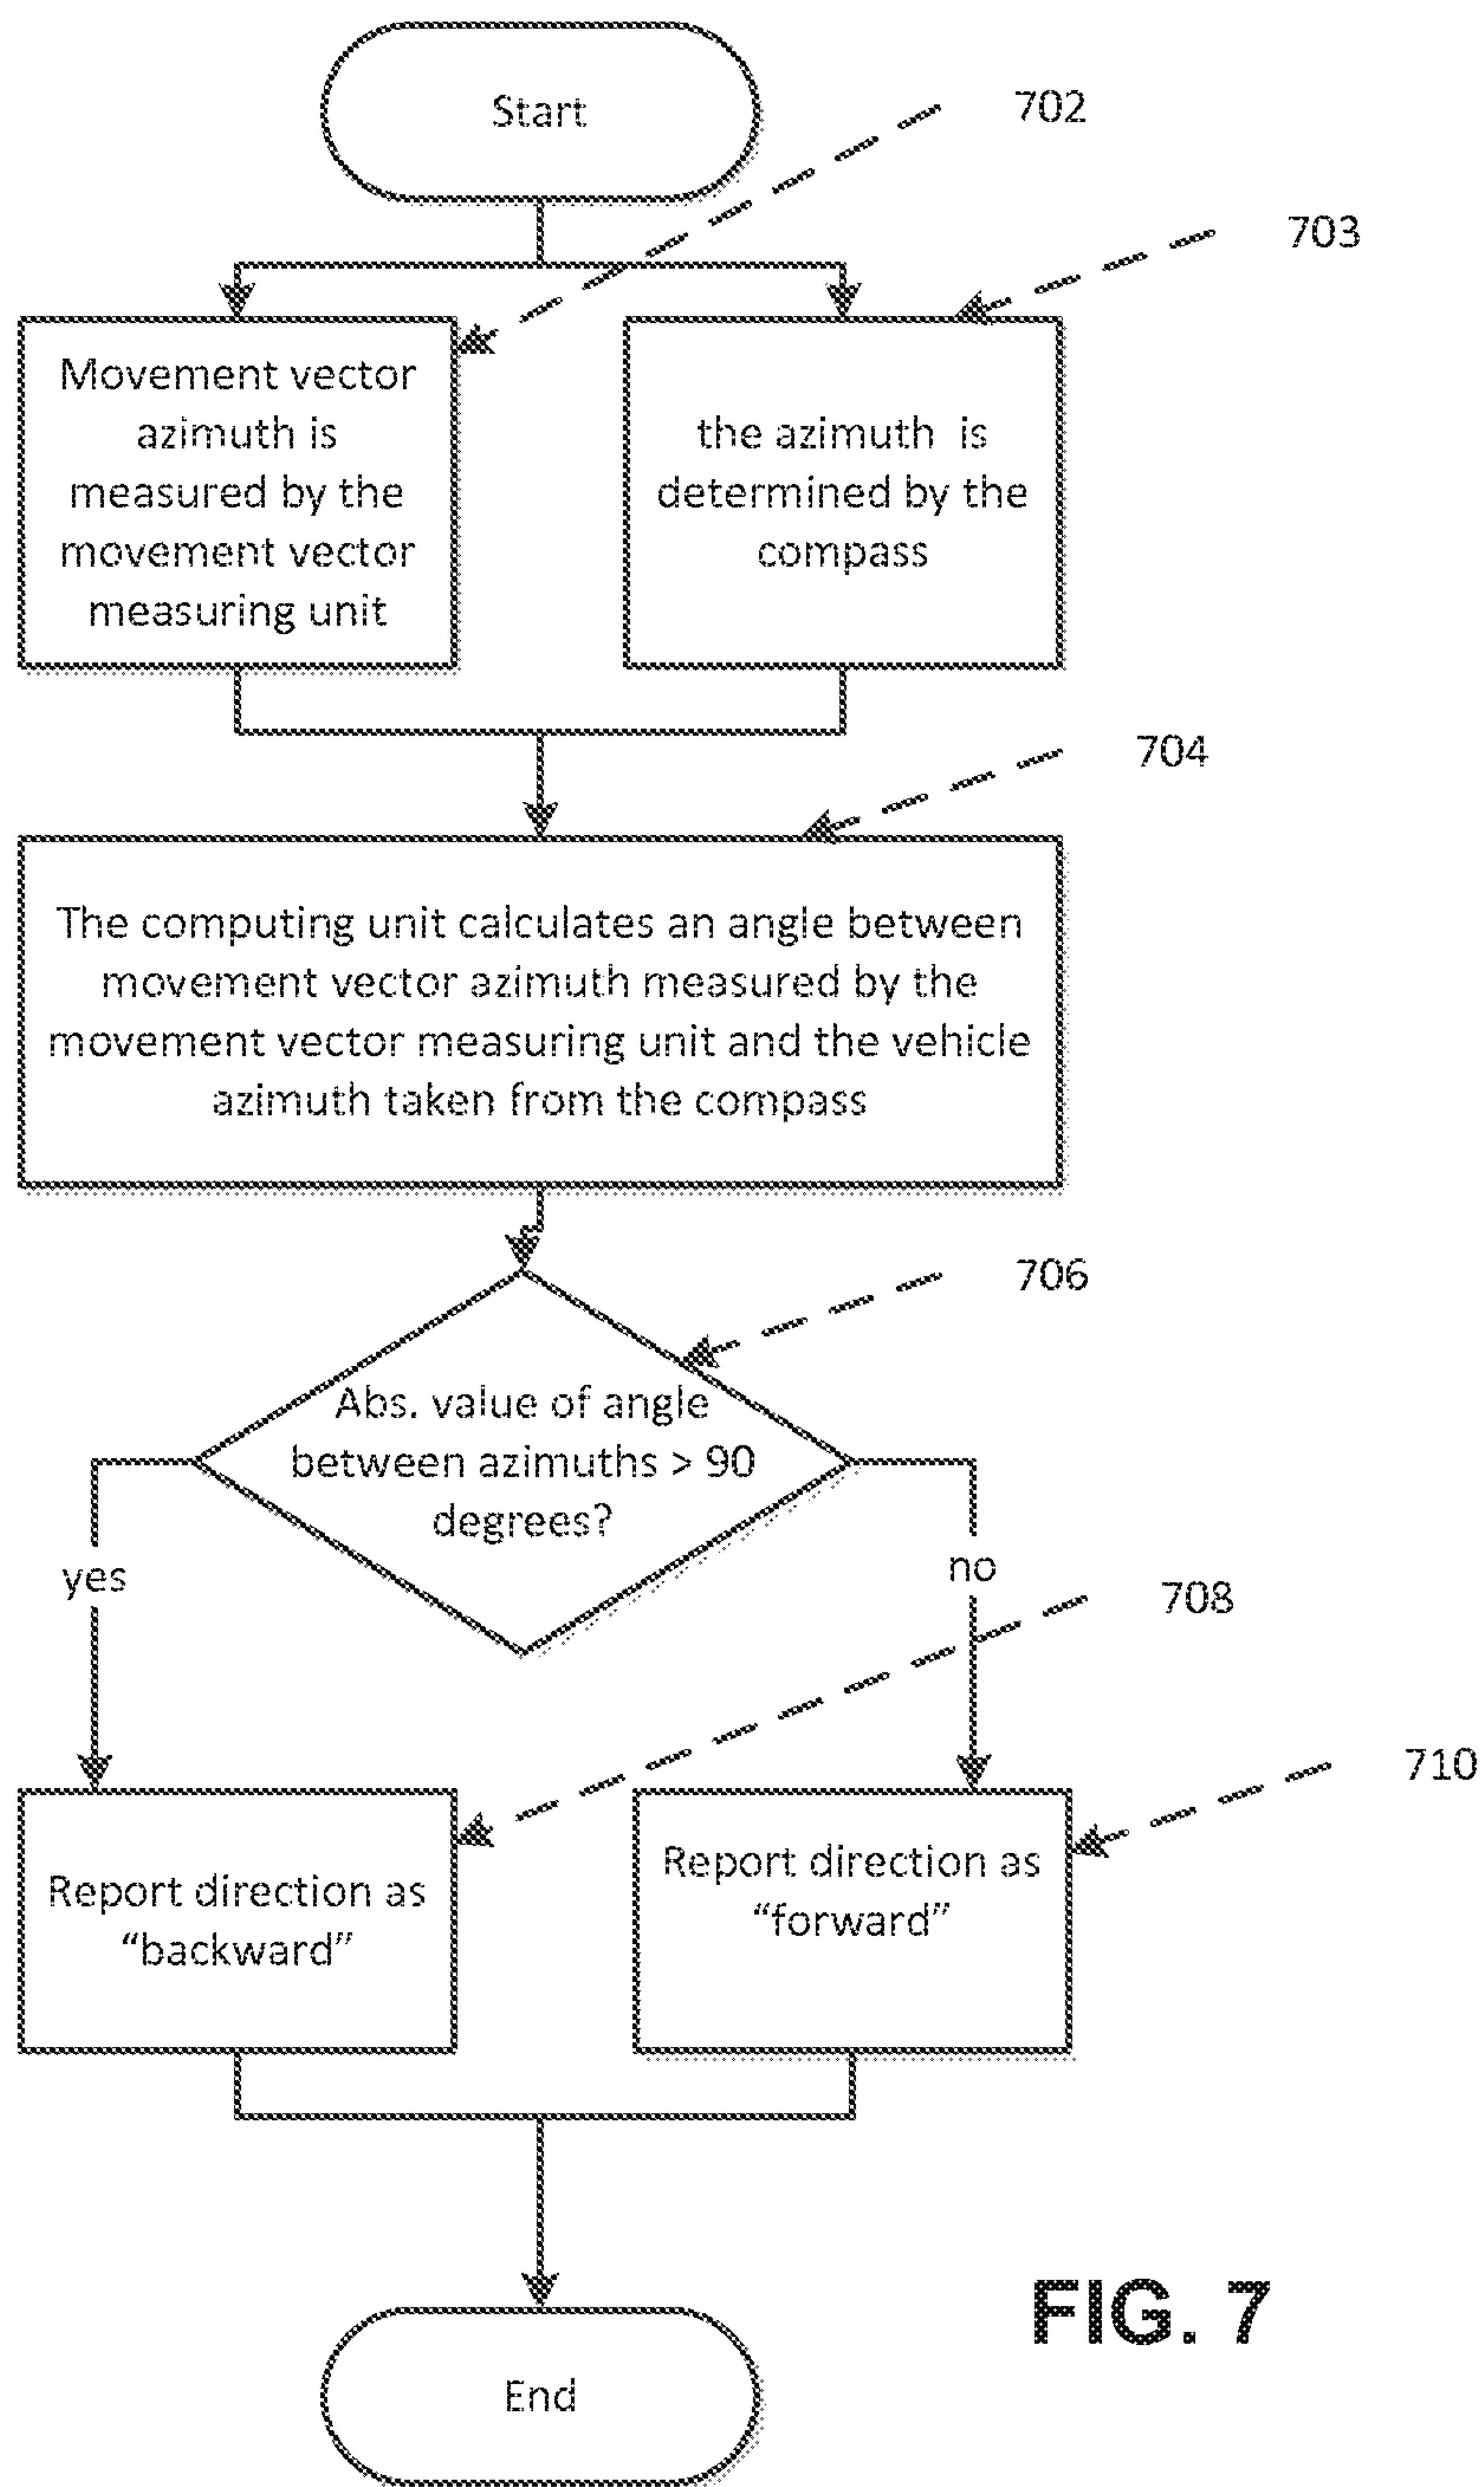 Start
702
703
Movement vector
azimuth is
measured by the
movement vector
measuring unit
the azimuth is
determined by the
compass
704
The computing unit calculates an angle between
movement vector azimuth measured by the
movement vector measuring unit and the vehicle
azimuth taken from the compass
706
Abs. value of angle
between azimuths > 90
degrees?
yes
no
708
710
Report direction as
“backward”
Report direction as
“forward”
End
FIG. 7